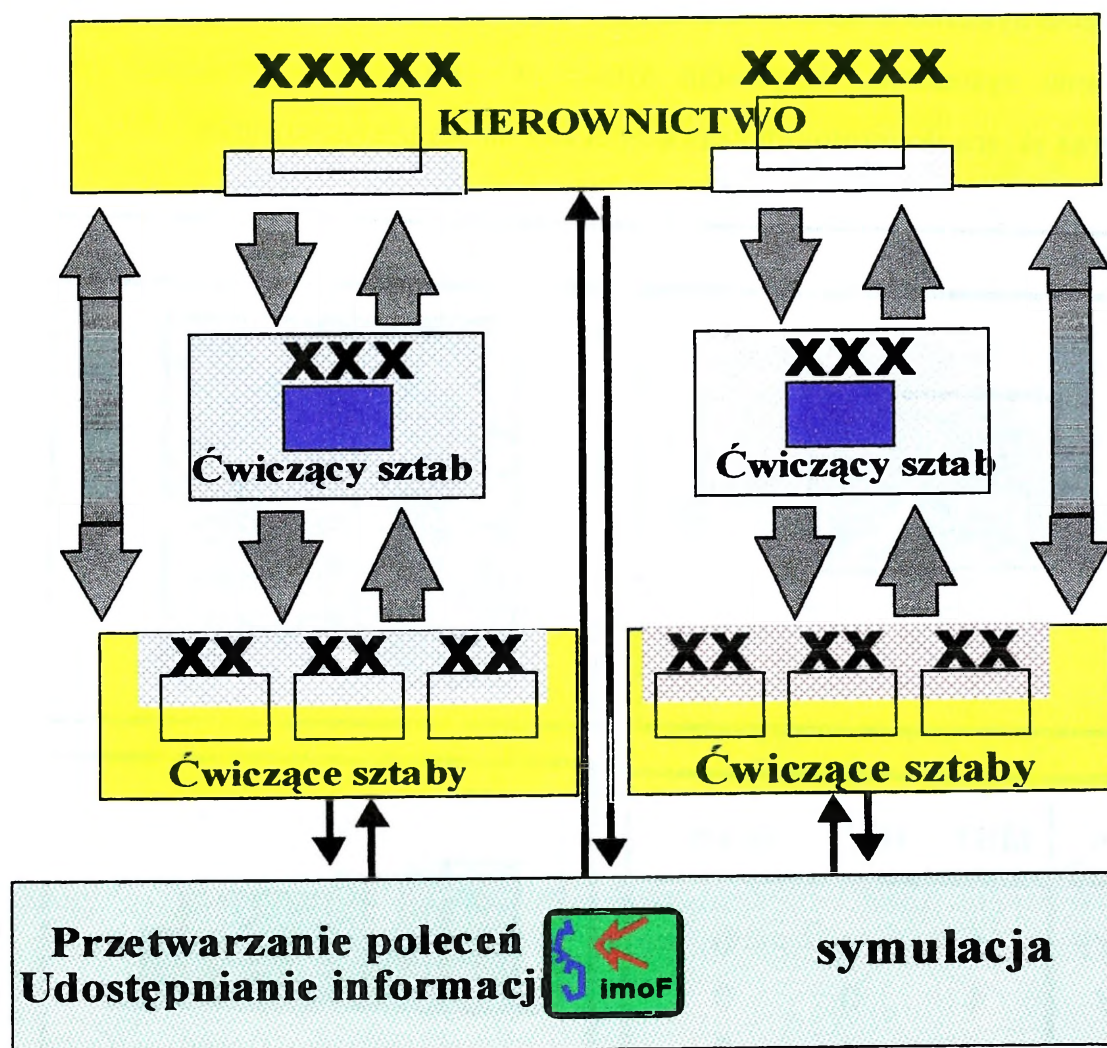 XXXXX XXXXX
KIEROWNICTWO
XXX XXX
Ćwiczący sztab Ćwiczący sztab
XX XX XX XX XX XX
Ćwiczące sztaby Ćwiczące sztaby
Przetwarzanie poleceń
Udostępnianie informacji
imoF
symulacja